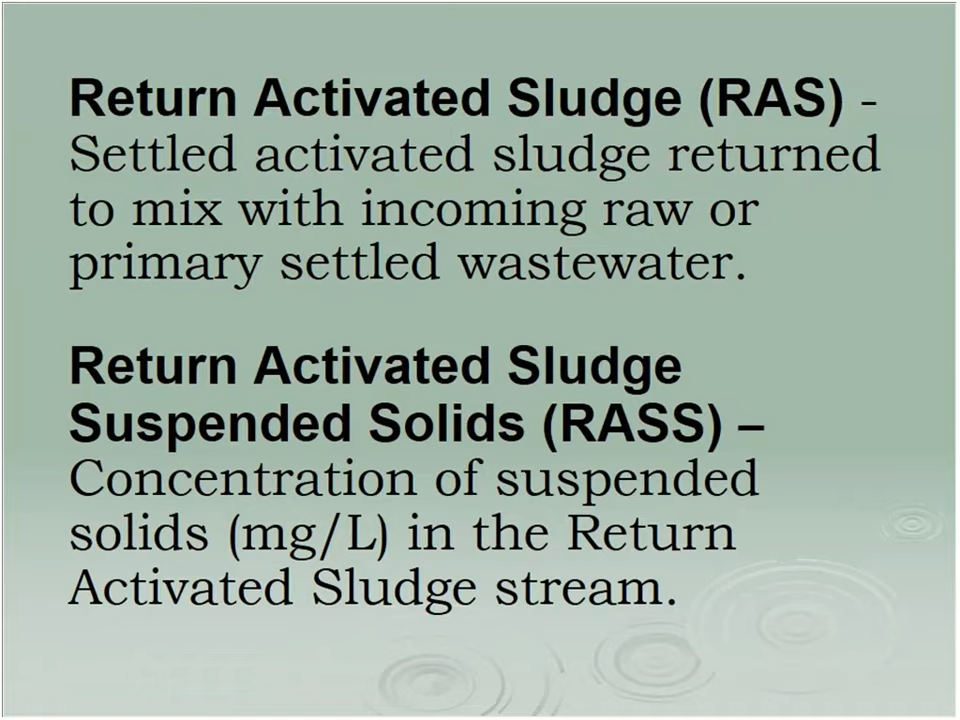 Return Activated Sludge (RAS) -
Settled activated sludge returned
to mix with incoming raw or
primary settled wastewater.
Return Activated Sludge
Suspended Solids (RASS) –
Concentration of suspended
solids (mg/L) in the Return
Activated Sludge stream.